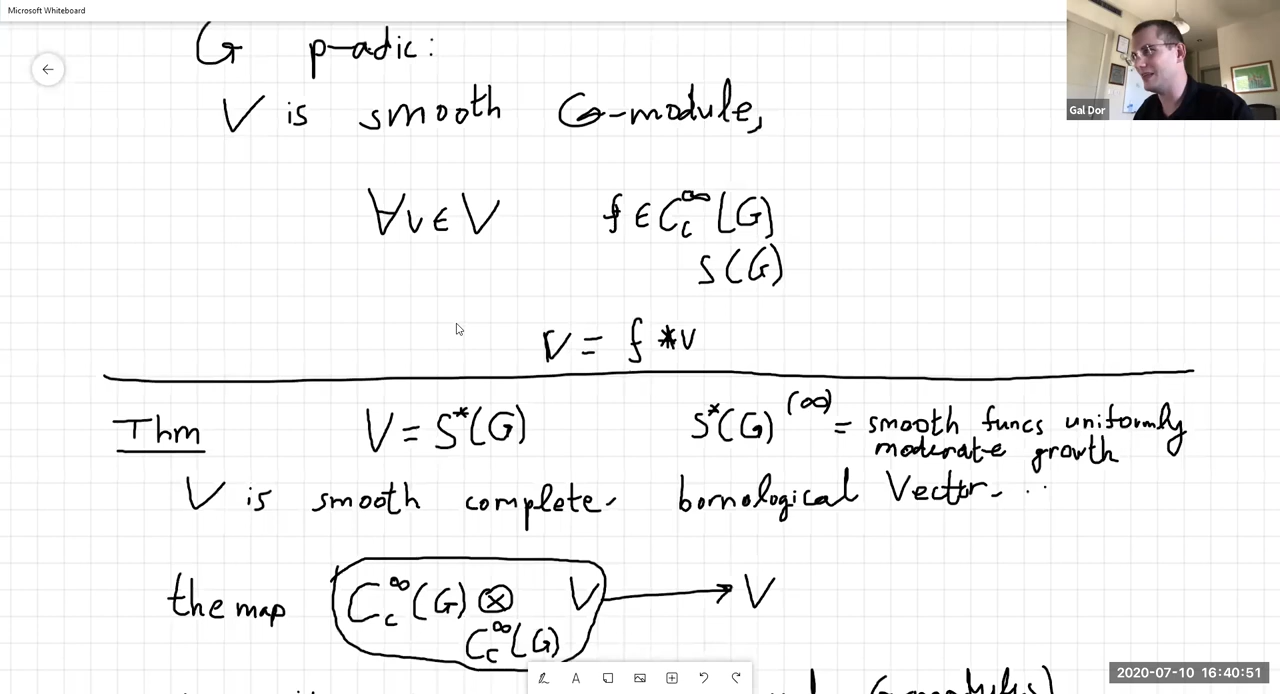 Microsoft Whiteboard
G p-adic:
V is smooth G-module,
∀v∈V f∈C_c^∞(G)
S(G)
v = f*v
Thm V = S*(G) S*(G)^(∞) = smooth funcs uniformly
moderate growth
V is smooth complete. bornological Vector. ..
the map C_c^∞(G) ⊗ V → V
C_c^∞(G)
G-modules)
Gal Dor
2020-07-10 16:40:51